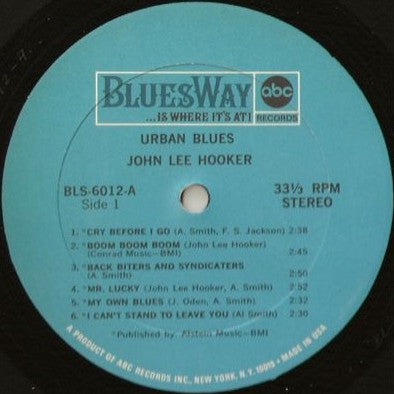 BLUESWAY
...IS WHERE IT'S AT!
abc
RECORDS
URBAN BLUES
JOHN LEE HOOKER
BLS-6012-A
Side 1
33⅓ RPM
STEREO
1. *CRY BEFORE I GO (A. Smith, F. S. Jackson) 2:38
2. *BOOM BOOM BOOM (John Lee Hooker)
(Conrad Music—BMI) 2:45
3. *BACK BITERS AND SYNDICATERS
(A. Smith) 2:50
4. *MR. LUCKY (John Lee Hooker, A. Smith) 2:52
5. *MY OWN BLUES (J. Oden, A. Smith) 2:32
6. *I CAN'T STAND TO LEAVE YOU (Al Smith) 2:30
*Published by: Alstein Music—BMI
A PRODUCT OF ABC RECORDS INC., NEW YORK, N.Y. 10019 • MADE IN USA